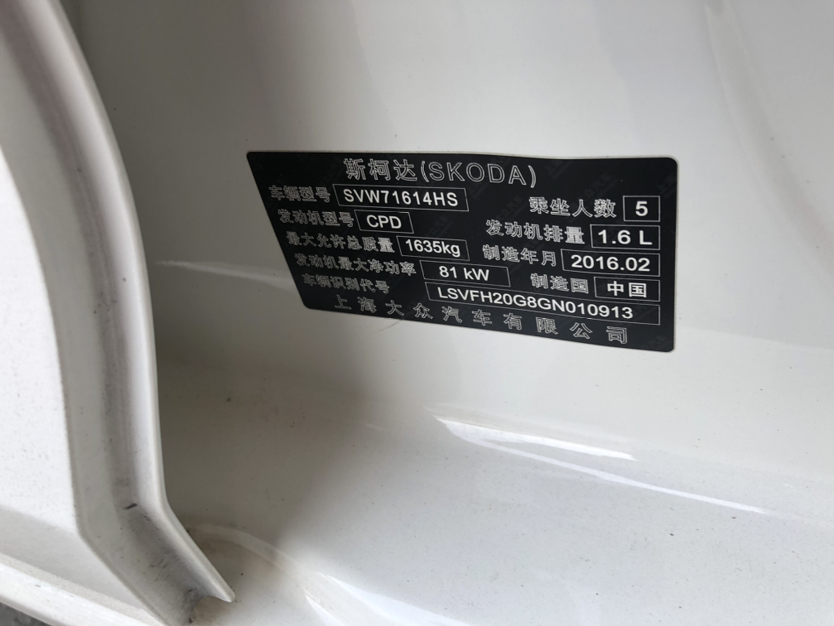 斯柯达(SKODA)
车辆型号 SVW71614HS 乘坐人数 5
发动机型号 CPD 发动机排量 1.6 L
最大允许总质量 1635kg 制造年月 2016.02
发动机最大净功率 81 kW 制造国 中国
车辆识别代号 LSVFH20G8GN010913
上海大众汽车有限公司